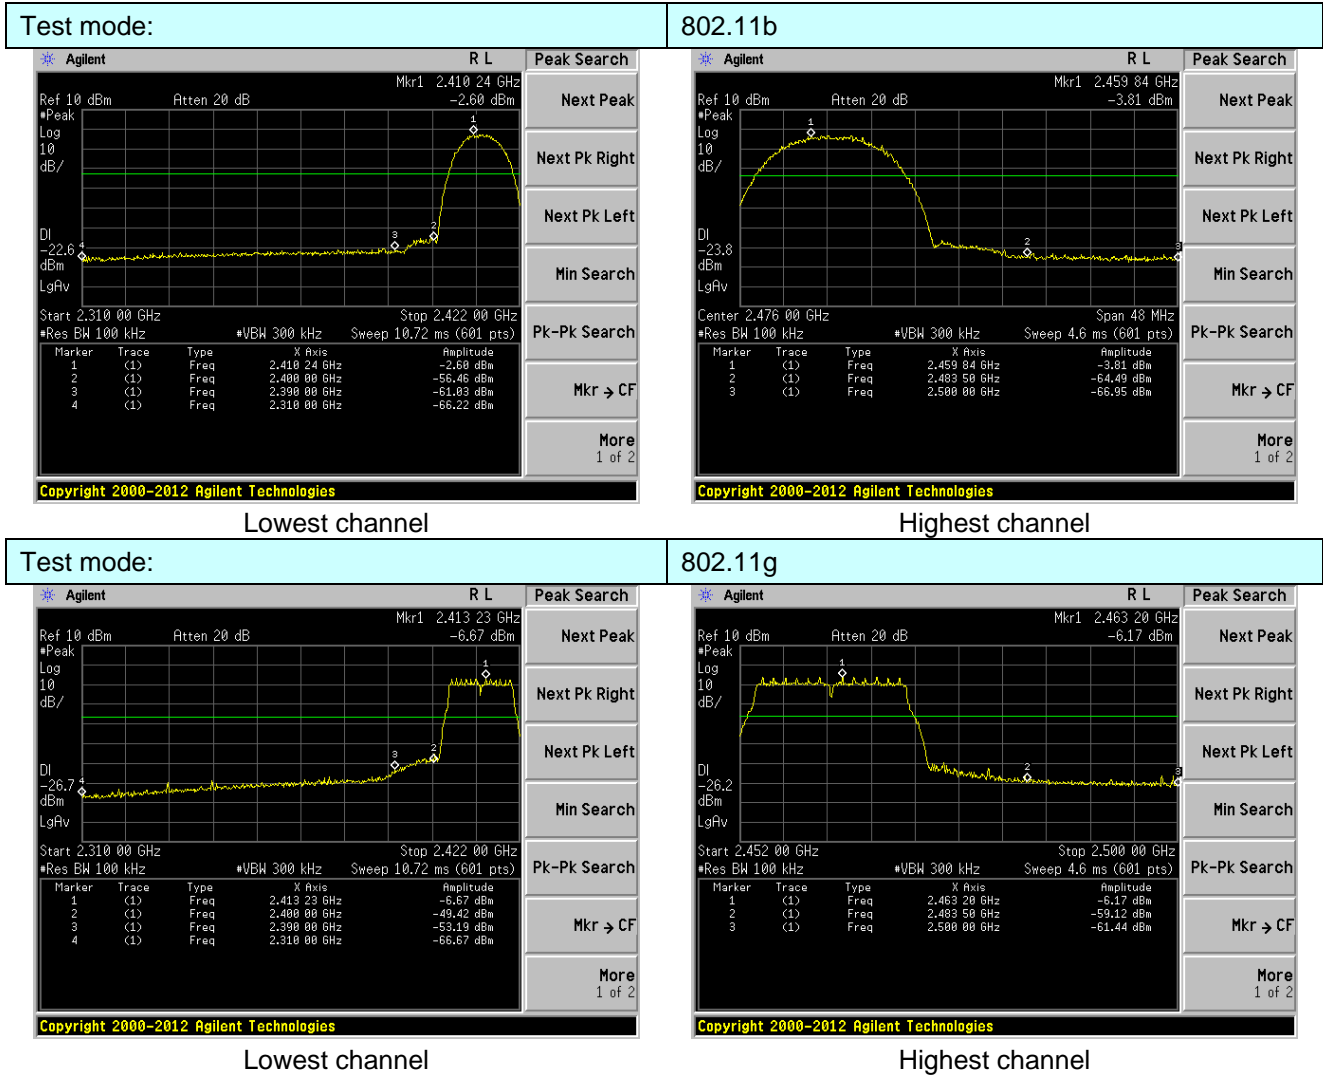 Test mode: 802.11b
Agilent R L Peak Search
Mkr1 2.410 24 GHz
Ref 10 dBm Atten 20 dB -2.60 dBm
#Peak
Log
10
dB/
1
2
3
4
DI
-22.6
dBm
LgAv
Start 2.310 00 GHz Stop 2.422 00 GHz
#Res BW 100 kHz #VBW 300 kHz Sweep 10.72 ms (601 pts)
Marker Trace Type X Axis Amplitude
1 (1) Freq 2.410 24 GHz -2.60 dBm
2 (1) Freq 2.400 00 GHz -56.46 dBm
3 (1) Freq 2.390 00 GHz -61.03 dBm
4 (1) Freq 2.310 00 GHz -66.22 dBm
Next Peak
Next Pk Right
Next Pk Left
Min Search
Pk-Pk Search
Mkr → CF
More
1 of 2
Copyright 2000-2012 Agilent Technologies
Lowest channel
Agilent R L Peak Search
Mkr1 2.459 84 GHz
Ref 10 dBm Atten 20 dB -3.81 dBm
#Peak
Log
10
dB/
1
2
3
DI
-23.8
dBm
LgAv
Center 2.476 00 GHz Span 48 MHz
#Res BW 100 kHz #VBW 300 kHz Sweep 4.6 ms (601 pts)
Marker Trace Type X Axis Amplitude
1 (1) Freq 2.459 84 GHz -3.81 dBm
2 (1) Freq 2.483 50 GHz -64.49 dBm
3 (1) Freq 2.500 00 GHz -66.95 dBm
Next Peak
Next Pk Right
Next Pk Left
Min Search
Pk-Pk Search
Mkr → CF
More
1 of 2
Copyright 2000-2012 Agilent Technologies
Highest channel
Test mode: 802.11g
Agilent R L Peak Search
Mkr1 2.413 23 GHz
Ref 10 dBm Atten 20 dB -6.67 dBm
#Peak
Log
10
dB/
1
2
3
4
DI
-26.7
dBm
LgAv
Start 2.310 00 GHz Stop 2.422 00 GHz
#Res BW 100 kHz #VBW 300 kHz Sweep 10.72 ms (601 pts)
Marker Trace Type X Axis Amplitude
1 (1) Freq 2.413 23 GHz -6.67 dBm
2 (1) Freq 2.400 00 GHz -49.42 dBm
3 (1) Freq 2.390 00 GHz -53.19 dBm
4 (1) Freq 2.310 00 GHz -66.67 dBm
Next Peak
Next Pk Right
Next Pk Left
Min Search
Pk-Pk Search
Mkr → CF
More
1 of 2
Copyright 2000-2012 Agilent Technologies
Lowest channel
Agilent R L Peak Search
Mkr1 2.463 20 GHz
Ref 10 dBm Atten 20 dB -6.17 dBm
#Peak
Log
10
dB/
1
2
3
DI
-26.2
dBm
LgAv
Start 2.452 00 GHz Stop 2.500 00 GHz
#Res BW 100 kHz #VBW 300 kHz Sweep 4.6 ms (601 pts)
Marker Trace Type X Axis Amplitude
1 (1) Freq 2.463 20 GHz -6.17 dBm
2 (1) Freq 2.483 50 GHz -59.12 dBm
3 (1) Freq 2.500 00 GHz -61.44 dBm
Next Peak
Next Pk Right
Next Pk Left
Min Search
Pk-Pk Search
Mkr → CF
More
1 of 2
Copyright 2000-2012 Agilent Technologies
Highest channel